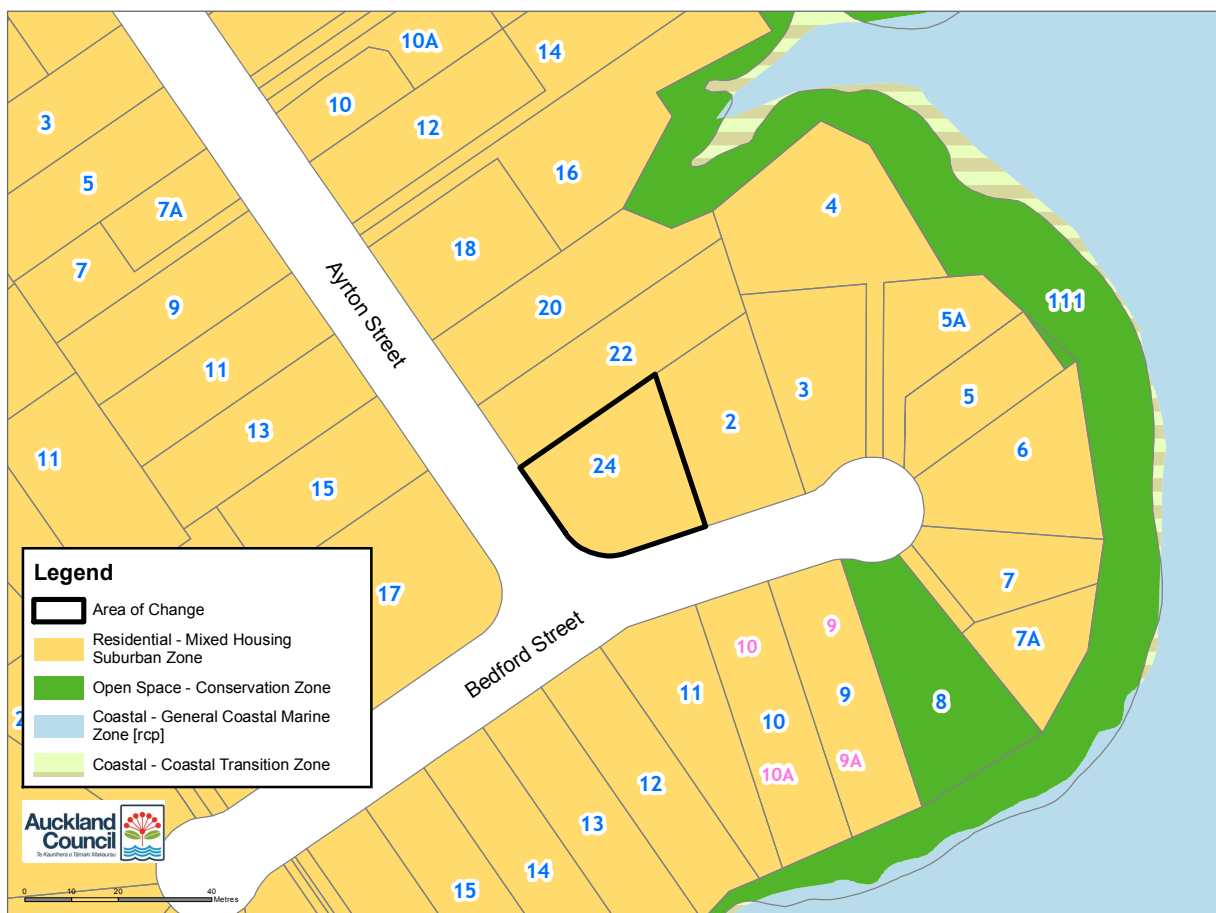 10A
14
10
12
3
5
7A
16
4
7
18
9
20
5A
111
Ayrton Street
11
22
3
5
13
2
6
11
24
15
17
7
Legend
Area of Change
Residential - Mixed Housing
Suburban Zone
Open Space - Conservation Zone
Coastal - General Coastal Marine
Zone [rcp]
Coastal - Coastal Transition Zone
Bedford Street
10
9
7A
11
10
9
8
10A
9A
12
13
14
15
2
Auckland
Council
Te Kaunihera o Tāmaki Makaurau
0 10 20 40
Metres